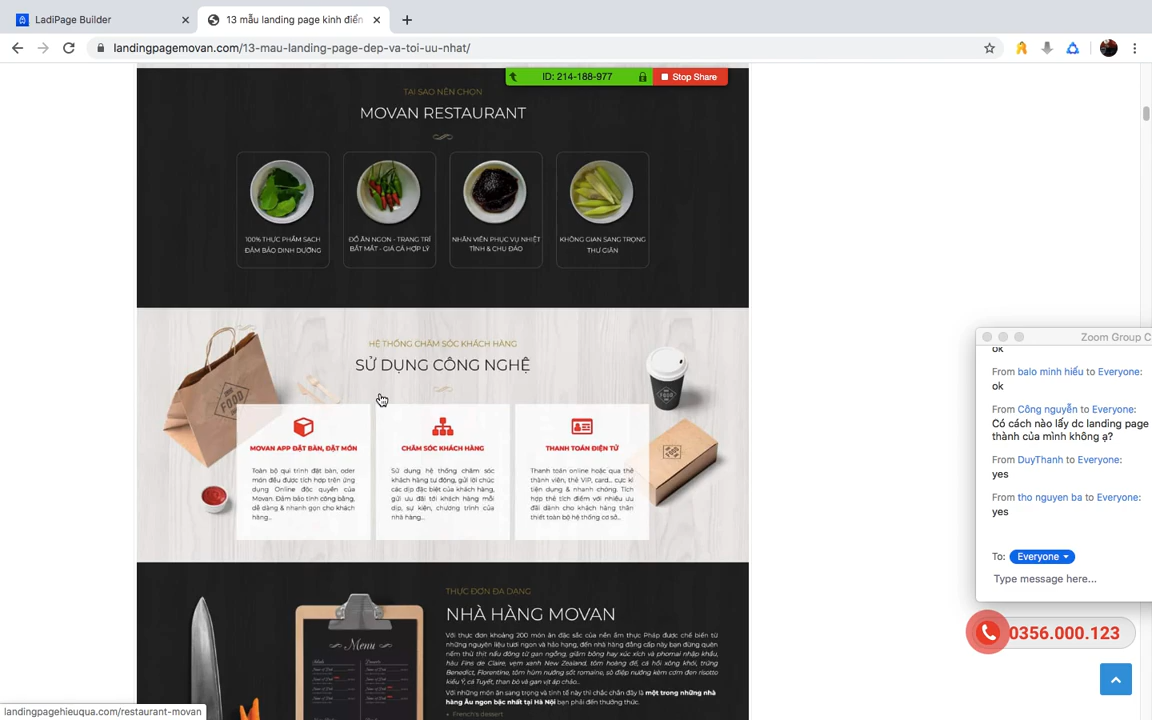 LadiPage Builder
13 mẫu landing page kinh điển
landingpagemovan.com/13-mau-landing-page-dep-va-toi-uu-nhat/
ID: 214-188-977
Stop Share
TẠI SAO NÊN CHỌN
MOVAN RESTAURANT
100% THỰC PHẨM SẠCH
ĐẢM BẢO DINH DƯỠNG
ĐỒ ĂN NGON - TRANG TRÍ
BẮT MẮT - GIÁ CẢ HỢP LÝ
NHÂN VIÊN PHỤC VỤ NHIỆT
TÌNH & CHU ĐÁO
KHÔNG GIAN SANG TRỌNG
THƯ GIÃN
HỆ THỐNG CHĂM SÓC KHÁCH HÀNG
SỬ DỤNG CÔNG NGHỆ
FOOD
MOVAN APP ĐẶT BÀN, ĐẶT MÓN
Toàn bộ qui trình đặt bàn, oder
món đều được tích hợp trên ứng
dụng Online độc quyền của
Movan. Đảm bảo tính công bằng,
dễ dàng & nhanh gọn cho khách
hàng...
CHĂM SÓC KHÁCH HÀNG
Sử dụng hệ thống chăm sóc
khách hàng tự động, gửi lời chúc
các dịp đặc biệt của khách hàng,
gửi ưu đãi tới khách hàng mỗi
dịp, sự kiện, chương trình của
nhà hàng...
THANH TOÁN ĐIỆN TỬ
Thanh toán online hoặc qua thẻ
thành viên, thẻ VIP, card... cực kì
tiện dụng & nhanh chóng. Tích
hợp thẻ tích điểm với nhiều ưu
đãi dành cho khách hàng thân
thiết toàn bộ hệ thống cơ sở...
THỰC ĐƠN ĐA DẠNG
NHÀ HÀNG MOVAN
Menu
Với thực đơn khoảng 200 món ăn đặc sắc của nền ẩm thực Pháp được chế biến từ
những nguyên liệu tươi ngon và hảo hạng, đến nhà hàng đẳng cấp này bạn đừng quên
nếm thử thịt nấu đông từ gan ngỗng, giăm bông hay xúc xích và phomai nhập khẩu,
hàu Fins de Claire, vẹm xanh New Zealand, tôm hoàng đế, cá hồi xông khói, trứng
Benedict, Florentine, tôm hùm nướng sốt romarino, sò điệp nướng kèm cơm đen risotto
kiểu Ý, cá Tuyết, than bò và gan vịt áp chảo...
Với những món ăn sang trọng và tinh tế này thì chắc chắn đây là một trong những nhà
hàng Âu ngon bậc nhất tại Hà Nội bạn phải đến thưởng thức.
+ French's dessert
Zoom Group C
ok
From balo minh hiếu to Everyone:
ok
From Công nguyễn to Everyone:
Có cách nào lấy dc landing page
thành của mình không ạ?
From DuyThanh to Everyone:
yes
From tho nguyen ba to Everyone:
yes
To: Everyone
Type message here...
0356.000.123
landingpagehieuqua.com/restaurant-movan